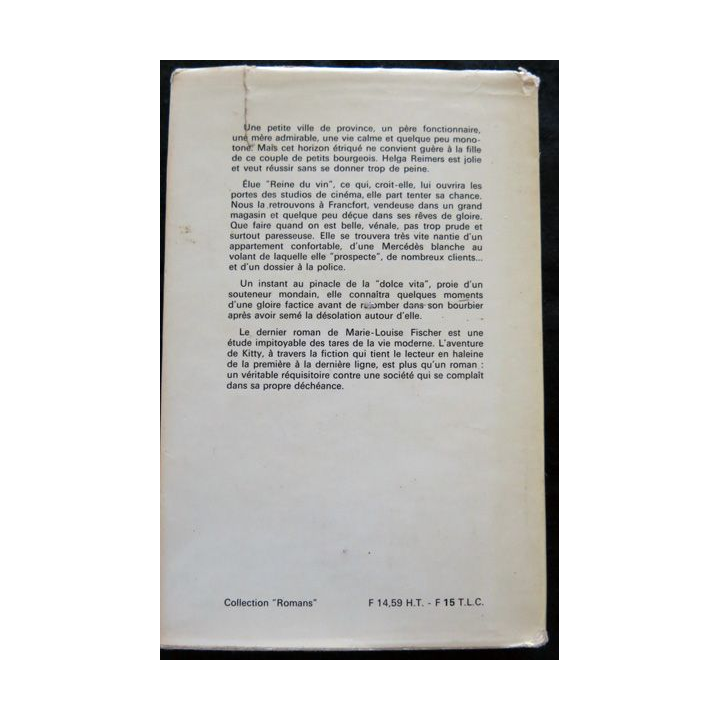 Une petite ville de province, un père fonctionnaire,
une mère admirable, une vie calme et quelque peu mono-
tone. Mais cet horizon étriqué ne convient guère à la fille
de ce couple de petits bourgeois. Helga Reimers est jolie
et veut réussir sans se donner trop de peine.
Élue "Reine du vin", ce qui, croit-elle, lui ouvrira les
portes des studios de cinéma, elle part tenter sa chance.
Nous la retrouvons à Francfort, vendeuse dans un grand
magasin et quelque peu déçue dans ses rêves de gloire.
Que faire quand on est belle, vénale, pas trop prude et
surtout paresseuse. Elle se trouvera très vite nantie d'un
appartement confortable, d'une Mercédès blanche au
volant de laquelle elle "prospecte", de nombreux clients...
et d'un dossier à la police.
Un instant au pinacle de la "dolce vita", proie d'un
souteneur mondain, elle connaîtra quelques moments
d'une gloire factice avant de retomber dans son bourbier
après avoir semé la désolation autour d'elle.
Le dernier roman de Marie-Louise Fischer est une
étude impitoyable des tares de la vie moderne. L'aventure
de Kitty, à travers la fiction qui tient le lecteur en haleine
de la première à la dernière ligne, est plus qu'un roman :
un véritable réquisitoire contre une société qui se complaît
dans sa propre déchéance.
Collection "Romans" F 14,59 H.T. - F 15 T.L.C.